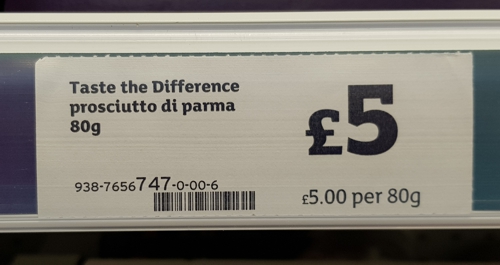 Taste the Difference
prosciutto di parma
80g
£5
938-7656747-0-00-6
£5.00 per 80g